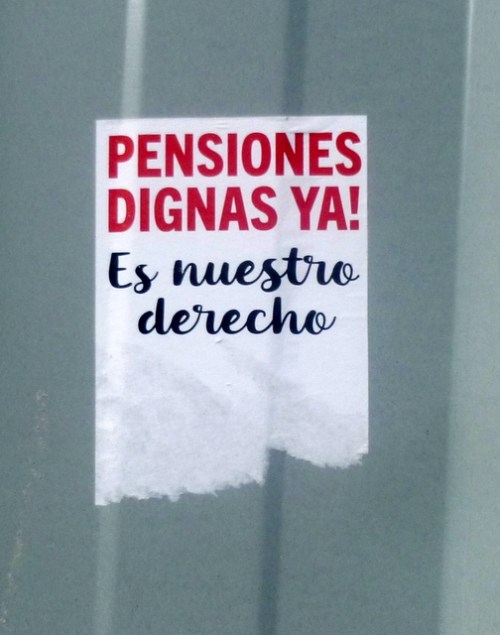 PENSIONES
DIGNAS YA!
Es nuestro
derecho